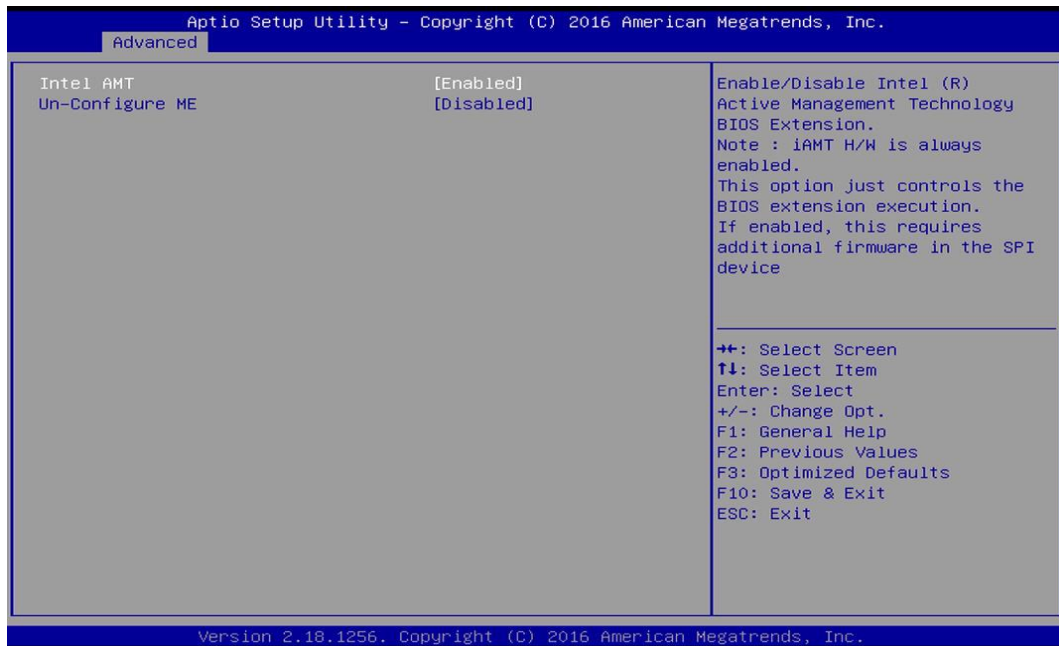 Aptio Setup Utility – Copyright (C) 2016 American Megatrends, Inc.
Advanced
Intel AMT [Enabled]
Un-Configure ME [Disabled]
Enable/Disable Intel (R)
Active Management Technology
BIOS Extension.
Note : iAMT H/W is always
enabled.
This option just controls the
BIOS extension execution.
If enabled, this requires
additional firmware in the SPI
device
→←: Select Screen
↑↓: Select Item
Enter: Select
+/-: Change Opt.
F1: General Help
F2: Previous Values
F3: Optimized Defaults
F10: Save & Exit
ESC: Exit
Version 2.18.1256. Copyright (C) 2016 American Megatrends, Inc.